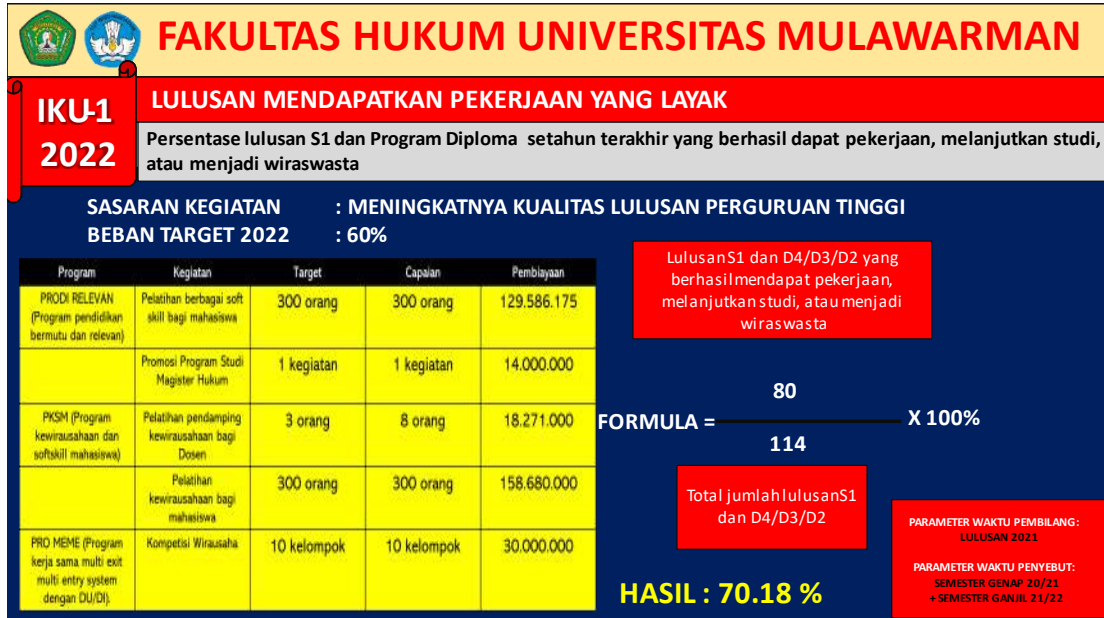 FAKULTAS HUKUM UNIVERSITAS MULAWARMAN
IKU-1
2022
LULUSAN MENDAPATKAN PEKERJAAN YANG LAYAK
Persentase lulusan S1 dan Program Diploma setahun terakhir yang berhasil dapat pekerjaan, melanjutkan studi,
atau menjadi wiraswasta
SASARAN KEGIATAN : MENINGKATNYA KUALITAS LULUSAN PERGURUAN TINGGI
BEBAN TARGET 2022 : 60%
Program Kegiatan Target Capaian Pembiayaan
PRODI RELEVAN
(Program pendidikan
bermutu dan relevan)
Pelatihan berbagai soft
skill bagi mahasiswa
300 orang
300 orang
129.586.175
Promosi Program Studi
Magister Hukum
1 kegiatan
1 kegiatan
14.000.000
PKSM (Program
kewirausahaan dan
softskill mahasiswa)
Pelatihan pendamping
kewirausahaan bagi
Dosen
3 orang
8 orang
18.271.000
Pelatihan
kewirausahaan bagi
mahasiswa
300 orang
300 orang
158.680.000
PRO MEME (Program
kerja sama multi exit
multi entry system
dengan DU/DI).
Kompetisi Wirausaha
10 kelompok
10 kelompok
30.000.000
Lulusan S1 dan D4/D3/D2 yang
berhasil mendapat pekerjaan,
melanjutkan studi, atau menjadi
wiraswasta
80
FORMULA = X 100%
114
Total jumlah lulusan S1
dan D4/D3/D2
HASIL : 70.18 %
PARAMETER WAKTU PEMBILANG:
LULUSAN 2021
PARAMETER WAKTU PENYEBUT:
SEMESTER GENAP 20/21
+ SEMESTER GANJIL 21/22